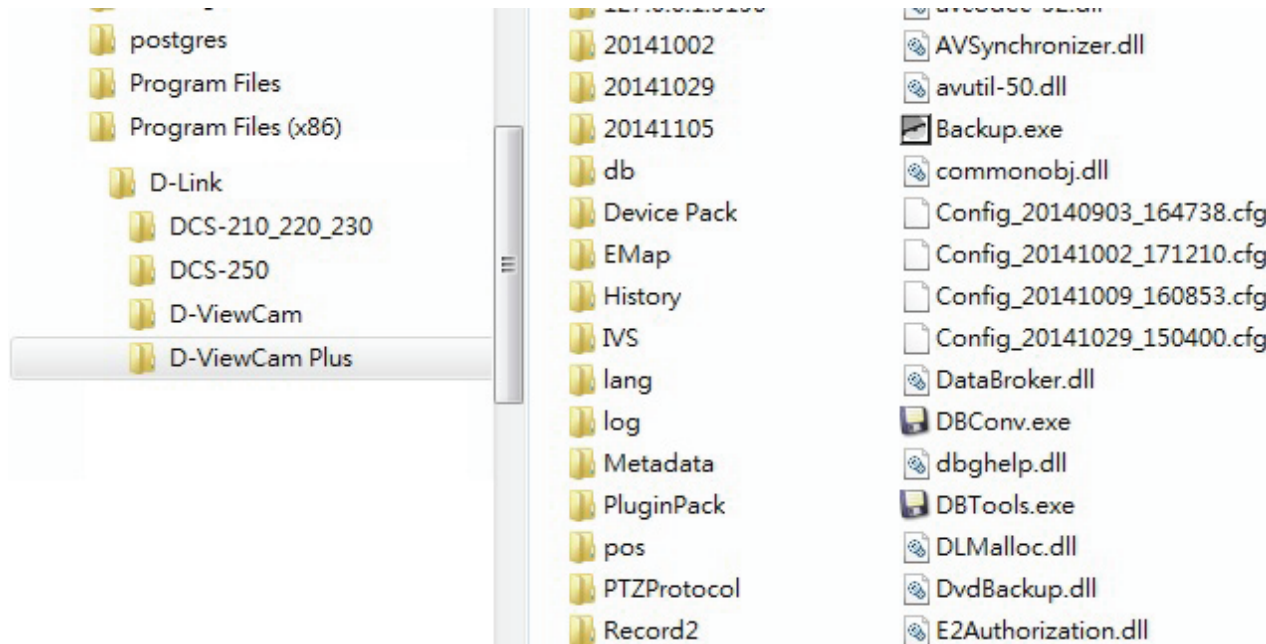 postgres
Program Files
Program Files (x86)
D-Link
DCS-210_220_230
DCS-250
D-ViewCam
D-ViewCam Plus
20141002
20141029
20141105
db
Device Pack
EMap
History
IVS
lang
log
Metadata
PluginPack
pos
PTZProtocol
Record2
AVSynchronizer.dll
avutil-50.dll
Backup.exe
commonobj.dll
Config_20140903_164738.cfg
Config_20141002_171210.cfg
Config_20141009_160853.cfg
Config_20141029_150400.cfg
DataBroker.dll
DBConv.exe
dbghelp.dll
DBTools.exe
DLMalloc.dll
DvdBackup.dll
E2Authorization.dll